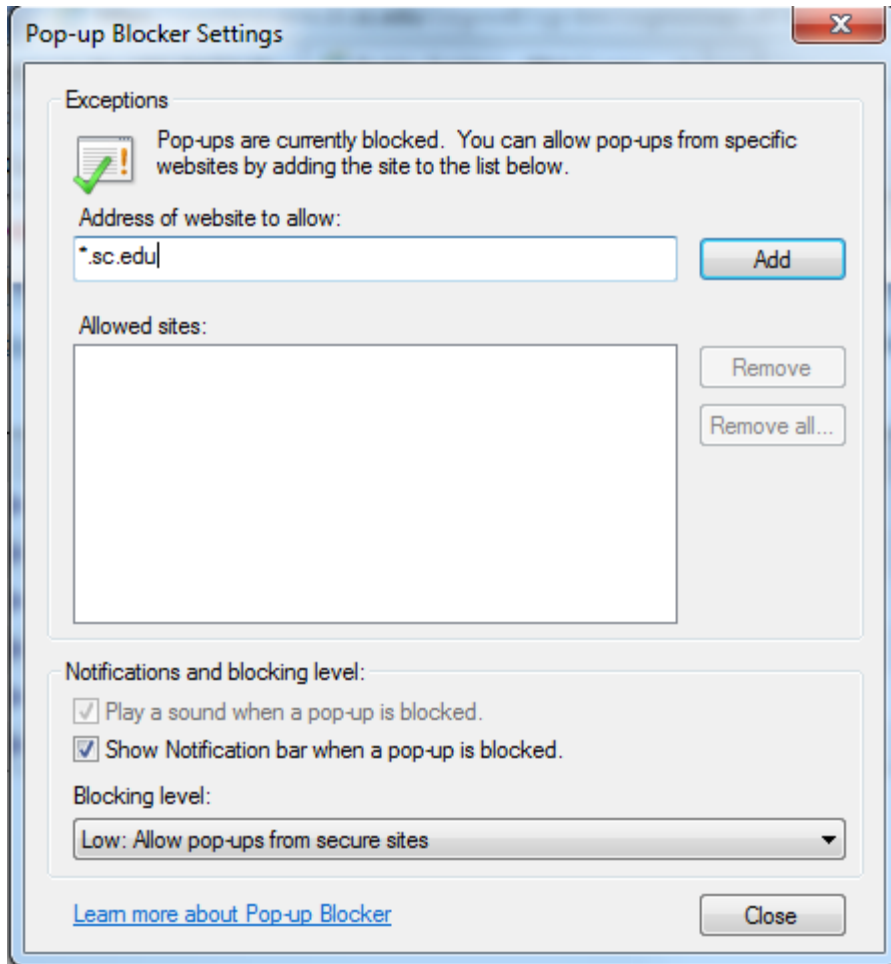 Pop-up Blocker Settings
Exceptions
Pop-ups are currently blocked. You can allow pop-ups from specific
websites by adding the site to the list below.
Address of website to allow:
*.sc.edu
Add
Allowed sites:
Remove
Remove all...
Notifications and blocking level:
Play a sound when a pop-up is blocked.
Show Notification bar when a pop-up is blocked.
Blocking level:
Low: Allow pop-ups from secure sites
Learn more about Pop-up Blocker
Close